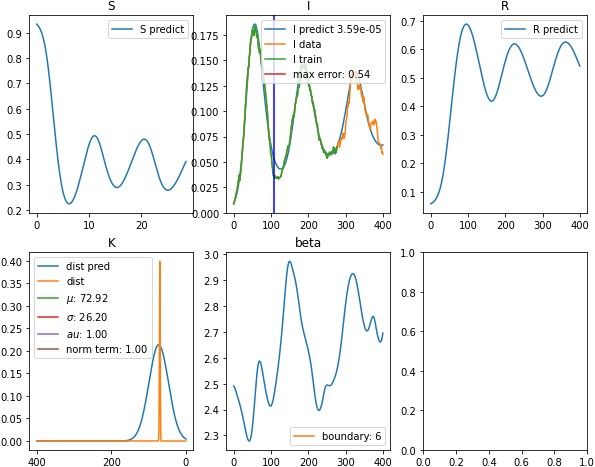 S
0.9
0.8
0.7
0.6
0.5
0.4
0.3
0.2
0 10 20
S predict
I
0.175
0.150
0.125
0.100
0.075
0.050
0.025
0.000
0 100 200 300 400
I predict 3.59e-05
I data
I train
max error: 0.54
R
0.7
0.6
0.5
0.4
0.3
0.2
0.1
0 100 200 300 400
R predict
K
0.40
0.35
0.30
0.25
0.20
0.15
0.10
0.05
0.00
400 200 0
dist pred
dist
μ: 72.92
σ: 26.20
au: 1.00
norm term: 1.00
beta
3.0
2.9
2.8
2.7
2.6
2.5
2.4
2.3
0 100 200 300 400
boundary: 6
1.0
0.8
0.6
0.4
0.2
0.0
0.0 0.2 0.4 0.6 0.8 1.0